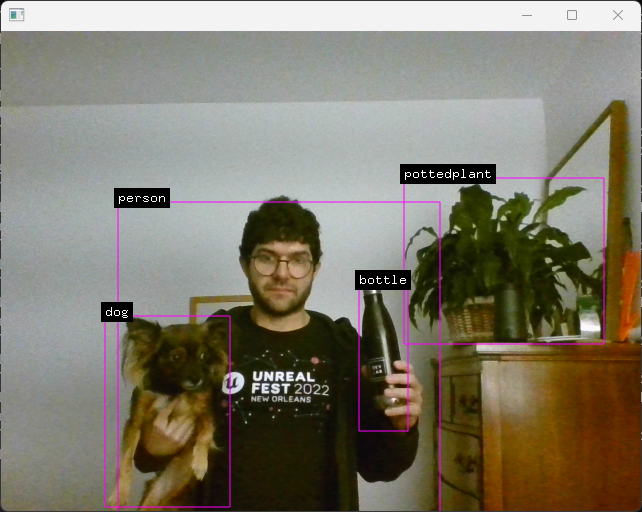 pottedplant
person
bottle
dog
UNREAL
FEST 2022
NEW ORLEANS